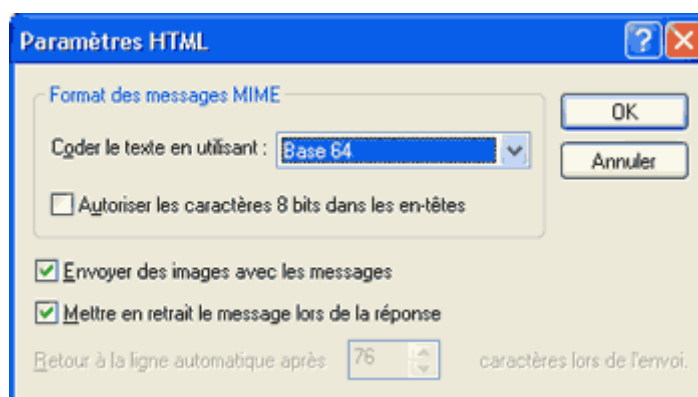 Paramètres HTML
Format des messages MIME
OK
Coder le texte en utilisant : Base 64
Annuler
Autoriser les caractères 8 bits dans les en-têtes
Envoyer des images avec les messages
Mettre en retrait le message lors de la réponse
Retour à la ligne automatique après 76 caractères lors de l'envoi.